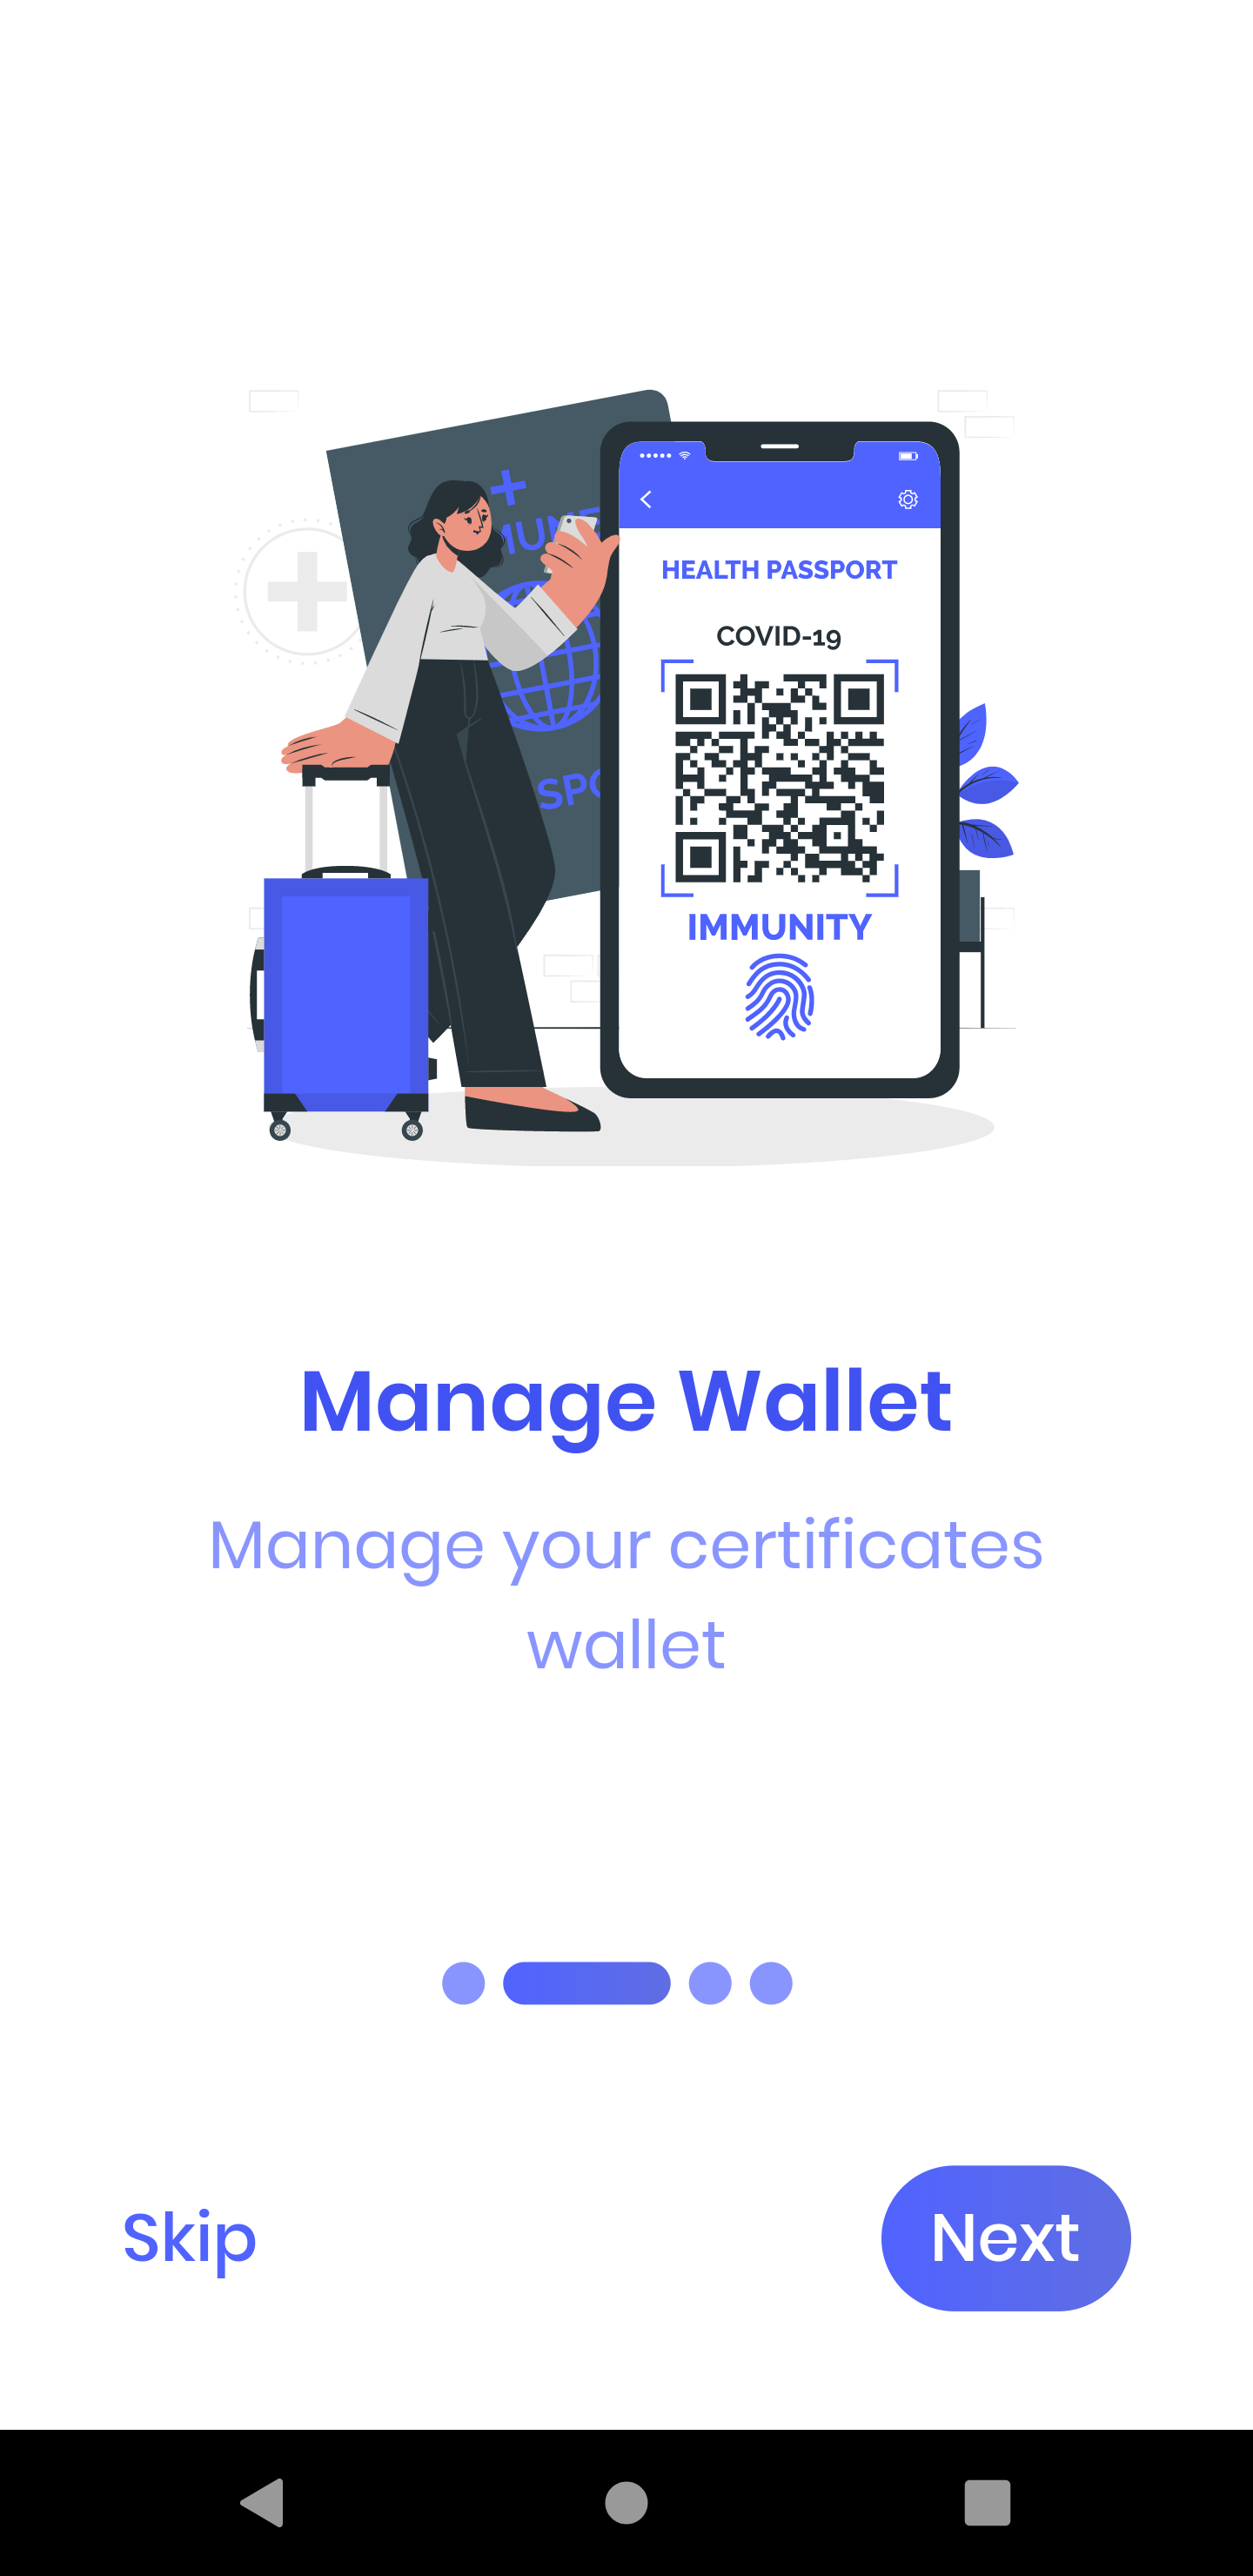 HEALTH PASSPORT
COVID-19
IMMUNITY
Manage Wallet
Manage your certificates
wallet
Skip
Next